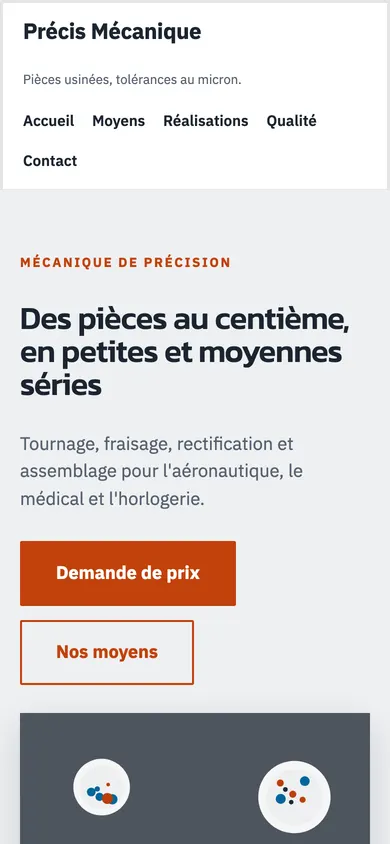 Précis Mécanique
Pièces usinées, tolérances au micron.
Accueil Moyens Réalisations Qualité
Contact
MÉCANIQUE DE PRÉCISION
Des pièces au centième,
en petites et moyennes
séries
Tournage, fraisage, rectification et
assemblage pour l'aéronautique, le
médical et l'horlogerie.
Demande de prix
Nos moyens